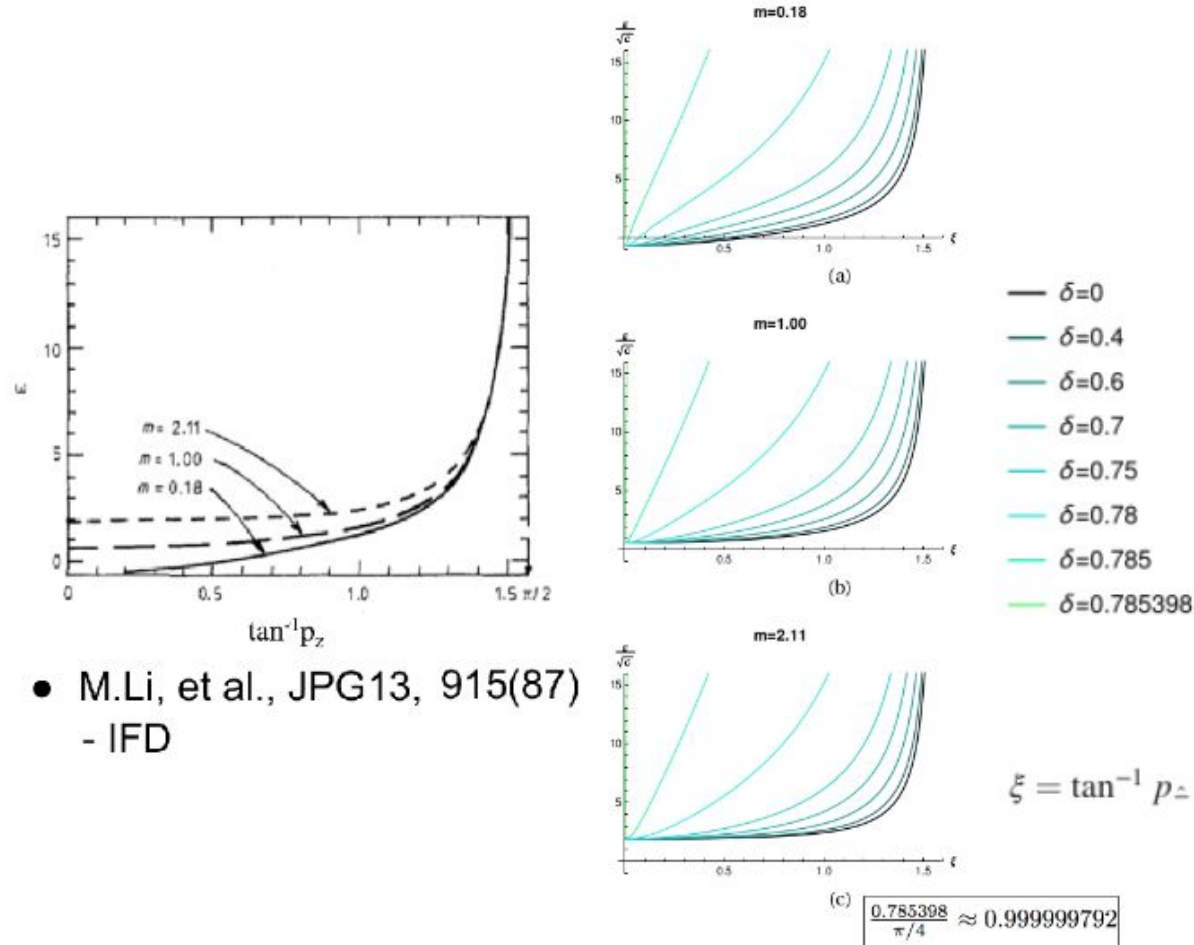 15
10
5
0
ε
m = 2.11
m = 1.00
m = 0.18
0 0.5 1.0 1.5 π/2
tan⁻¹p_z
● M.Li, et al., JPG13, 915(87)
- IFD
m=0.18
15
10
5
0.5 1.0 1.5 ξ
(a)
m=1.00
15
10
5
0.5 1.0 1.5 ξ
(b)
m=2.11
15
10
5
0.5 1.0 1.5 ξ
(c)
δ=0
δ=0.4
δ=0.6
δ=0.7
δ=0.75
δ=0.78
δ=0.785
δ=0.785398
ξ = tan⁻¹ p_≙
0.785398
π/4
≈ 0.999999792